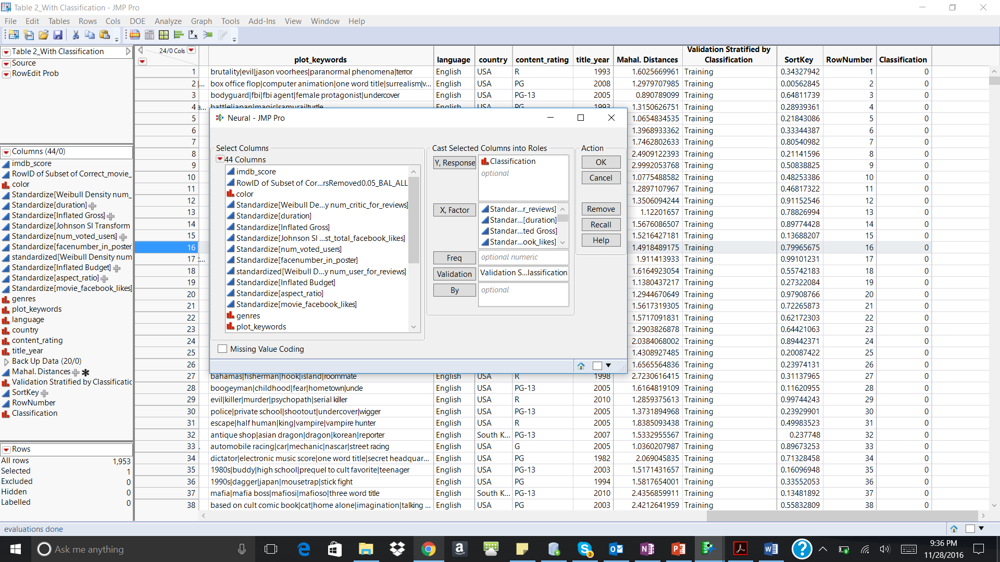 Table 2_With Classification - JMP Pro
File Edit Tables Rows Cols DOE Analyze Graph Tools Add-Ins View Window Help
Table 2_With Classification
Source
RowEdit Prob
Columns (44/0)
imdb_score
RowID of Subset of Correct_movie_
color
Standardize[Weibull Density num_
Standardize[duration]
Standardize[Inflated Gross]
Standardize[Johnson SI Transform
Standardize[num_voted_users]
Standardize[facenumber_in_poster
standardized[Weibull Density num
Standardize[Inflated Budget]
Standardize[aspect_ratio]
Standardize[movie_facebook_likes]
genres
plot_keywords
language
country
content_rating
title_year
Back Up Data (20/0)
Mahal. Distances
Validation Stratified by Classificatic
SortKey
RowNumber
Classification
Rows
All rows 1,953
Selected 1
Excluded 0
Hidden 0
Labelled 0
24/0 Cols
plot_keywords language country content_rating title_year Mahal. Distances Validation Stratified by Classification SortKey RowNumber Classification
1 brutality|evil|jason voorhees|paranormal phenomena|terror English USA R 1993 1.6025669961 Training 0.34327942 1 0
2 |... box office flop|computer animation|one word title|surrealism|v... English USA PG 2008 1.2979707985 Training 0.00562845 2 0
3 bodyguard|fbi|fbi agent|female protagonist|undercover English USA PG-13 2005 0.890789099 Training 0.64811739 3 0
4 a... battle|japan|magic|samurai|turtle English USA PG 1993 1.3150626751 Training 0.28939361 4 0
5 1.0654834535 Training 0.21843086 5 0
6 1.3968933362 Training 0.33344387 6 0
7 1.7462802633 Training 0.80540982 7 0
8 2.4909122393 Training 0.21141596 8 0
9 2.9992053768 Training 0.50838825 9 0
10 1.0775488582 Training 0.48253386 10 0
11 1.2897107967 Training 0.46817322 11 0
12 1.3506094244 Training 0.91152546 12 0
13 1.12201657 Training 0.78826994 13 0
14 1.5676086507 Training 0.89774428 14 0
15 1.5216427181 Training 0.13688207 15 0
16 1.4918489175 Training 0.79965675 16 0
17 :... 1.911413933 Training 0.99101231 17 0
18 1.6164923054 Training 0.55742183 18 0
19 1.1380437217 Training 0.27322084 19 0
20 1.2944670649 Training 0.97908766 20 0
21 1.5617319305 Training 0.72265873 21 0
22 1.5717091831 Training 0.62172303 22 0
23 1.2903826878 Training 0.64421063 23 0
24 2.0384068002 Training 0.89442371 24 0
25 1.4308927485 Training 0.20087422 25 0
26 1.6565564836 Training 0.23974131 26 0
27 bahamas|fisherman|hook|island|roommate English USA R 1998 2.7230616415 Training 0.31137965 27 0
28 boogeyman|childhood|fear|hometown|uncle English USA PG-13 2005 1.6164819109 Training 0.11620955 28 0
29 evil|killer|murder|psychopath|serial killer English USA R 2010 1.2859375613 Training 0.99744243 29 0
30 police|private school|shootout|undercover|wigger English USA PG-13 2005 1.3731894968 Training 0.23929901 30 0
31 escape|half human|king|vampire|vampire hunter English USA R 2005 1.8385093438 Training 0.49983523 31 0
32 antique shop|asian dragon|dragon|korean|reporter English South K... PG-13 2007 1.5332955567 Training 0.237748 32 0
33 . automobile racing|car|mechanic|nascar|street racing English USA G 2005 1.0360207987 Training 0.89673253 33 0
34 dictator|electronic music score|one word title|secret headquar... English USA PG 1982 2.069045835 Training 0.71328458 34 0
35 1980s|buddy|high school|prequel to cult favorite|teenager English USA PG-13 2003 1.5171431657 Training 0.16096948 35 0
36 1990s|dagger|japan|mousetrap|stick fight English USA PG 1994 1.5817654001 Training 0.33552053 36 0
37 mafia|mafia boss|mafiosi|mafioso|three word title English South K... PG-13 2010 2.4356859911 Training 0.13481892 37 0
38 based on cult comic book|cat|home alone|imagination|talking ... English USA PG 2003 2.4212641959 Training 0.55832809 38 0
Neural - JMP Pro
Select Columns
44 Columns
imdb_score
RowID of Subset of Cor...rsRemoved0.05_BAL_ALL
color
Standardize[Weibull De...y num_critic_for_reviews]
Standardize[duration]
Standardize[Inflated Gross]
Standardize[Johnson SI ...st_total_facebook_likes]
Standardize[num_voted_users]
Standardize[facenumber_in_poster]
standardized[Weibull D...y num_user_for_reviews]
Standardize[Inflated Budget]
Standardize[aspect_ratio]
Standardize[movie_facebook_likes]
genres
plot_keywords
Missing Value Coding
Cast Selected Columns into Roles
Y, Response
Classification
optional
X, Factor
Standar...r_reviews]
Standar...[duration]
Standar...ted Gross]
Standar...ook_likes]
Freq
optional numeric
Validation
Validation S...lassification
By
optional
Action
OK
Cancel
Remove
Recall
Help
evaluations done
Ask me anything
9:36 PM
11/28/2016